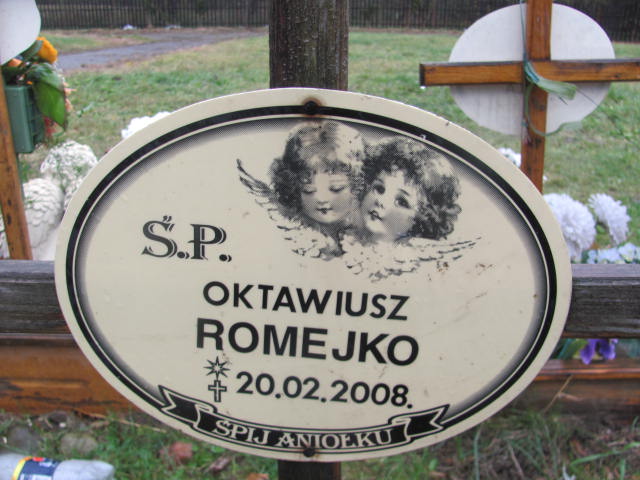 Ś.P.
OKTAWIUSZ
ROMEJKO
20.02.2008.
ŚPIJ ANIOŁKU